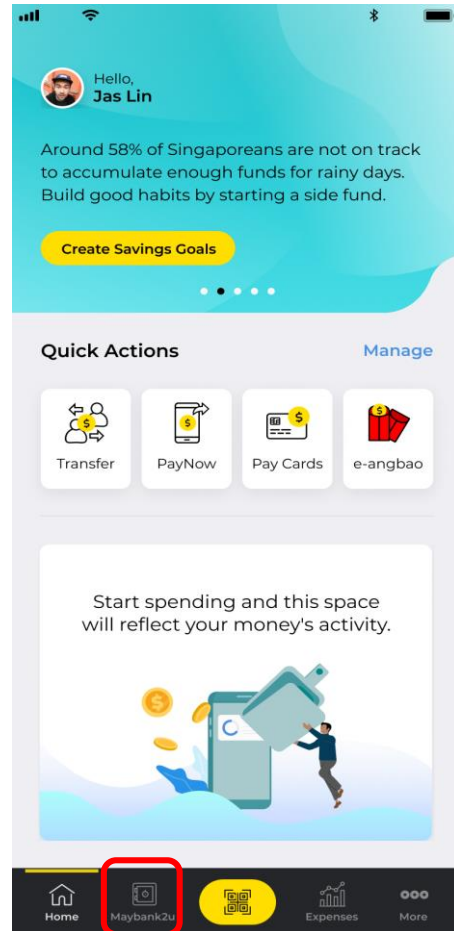 Hello,
Jas Lin
Around 58% of Singaporeans are not on track
to accumulate enough funds for rainy days.
Build good habits by starting a side fund.
Create Savings Goals
Quick Actions
Manage
Transfer
PayNow
Pay Cards
e-angbao
Start spending and this space
will reflect your money's activity.
Home
Maybank2u
Expenses
More